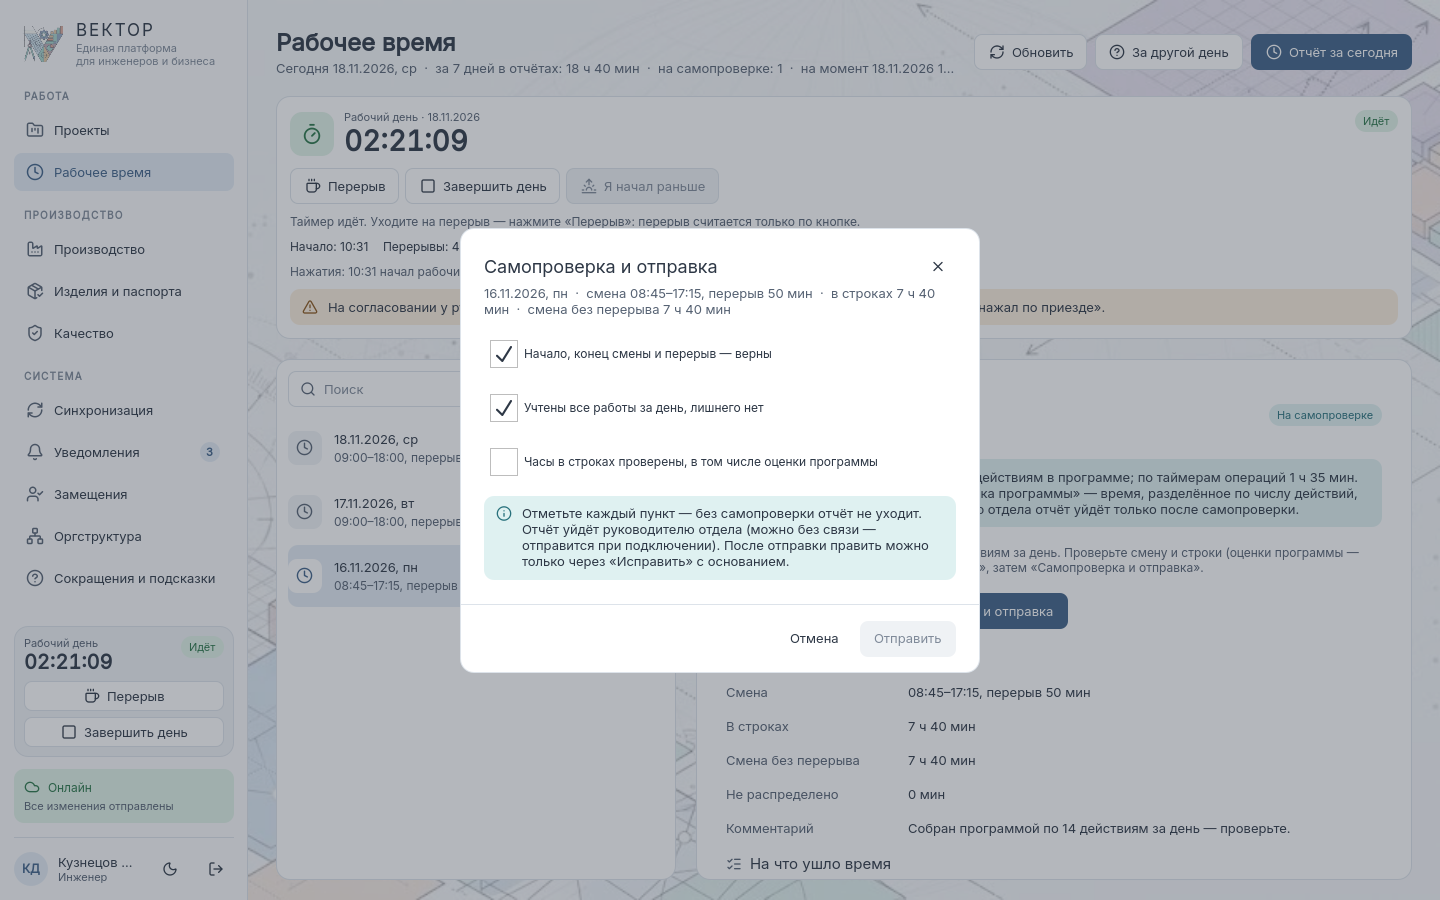 ВЕКТОР
Единая платформа
для инженеров и бизнеса
РАБОТА
Проекты
Рабочее время
ПРОИЗВОДСТВО
Производство
Изделия и паспорта
Качество
СИСТЕМА
Синхронизация
Уведомления 3
Замещения
Оргструктура
Сокращения и подсказки
Рабочий день Идёт
02:21:09
Перерыв
Завершить день
Онлайн
Все изменения отправлены
КД Кузнецов ...
Инженер
Рабочее время
Сегодня 18.11.2026, ср · за 7 дней в отчётах: 18 ч 40 мин · на самопроверке: 1 · на момент 18.11.2026 1...
Обновить За другой день Отчёт за сегодня
Рабочий день · 18.11.2026 Идёт
02:21:09
Перерыв Завершить день Я начал раньше
Таймер идёт. Уходите на перерыв — нажмите «Перерыв»: перерыв считается только по кнопке.
Начало: 10:31 Перерывы: 4
Нажатия: 10:31 начал рабочи
На согласовании у нажал по приезде».
Поиск
18.11.2026, ср
09:00–18:00, перерыв
17.11.2026, вт
09:00–18:00, перерыв
16.11.2026, пн
08:45–17:15, перерыв
Самопроверка и отправка
16.11.2026, пн · смена 08:45–17:15, перерыв 50 мин · в строках 7 ч 40
мин · смена без перерыва 7 ч 40 мин
Начало, конец смены и перерыв — верны
Учтены все работы за день, лишнего нет
Часы в строках проверены, в том числе оценки программы
Отметьте каждый пункт — без самопроверки отчёт не уходит.
Отчёт уйдёт руководителю отдела (можно без связи —
отправится при подключении). После отправки править можно
только через «Исправить» с основанием.
Отмена Отправить
На самопроверке
действиям в программе; по таймерам операций 1 ч 35 мин.
ка программы» — время, разделённое по числу действий,
отдела отчёт уйдёт только после самопроверки.
виям за день. Проверьте смену и строки (оценки программы —
», затем «Самопроверка и отправка».
и отправка
Смена 08:45–17:15, перерыв 50 мин
В строках 7 ч 40 мин
Смена без перерыва 7 ч 40 мин
Не распределено 0 мин
Комментарий Собран программой по 14 действиям за день — проверьте.
На что ушло время